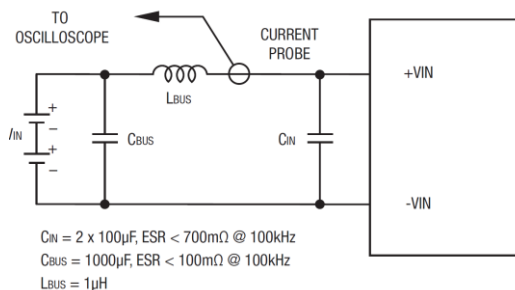 TO
OSCILLOSCOPE
CURRENT
PROBE
+VIN
LBUS
+
−
+
−
IIN
CBUS
CIN
-VIN
CIN = 2 x 100µF, ESR < 700mΩ @ 100kHz
CBUS = 1000µF, ESR < 100mΩ @ 100kHz
LBUS = 1µH